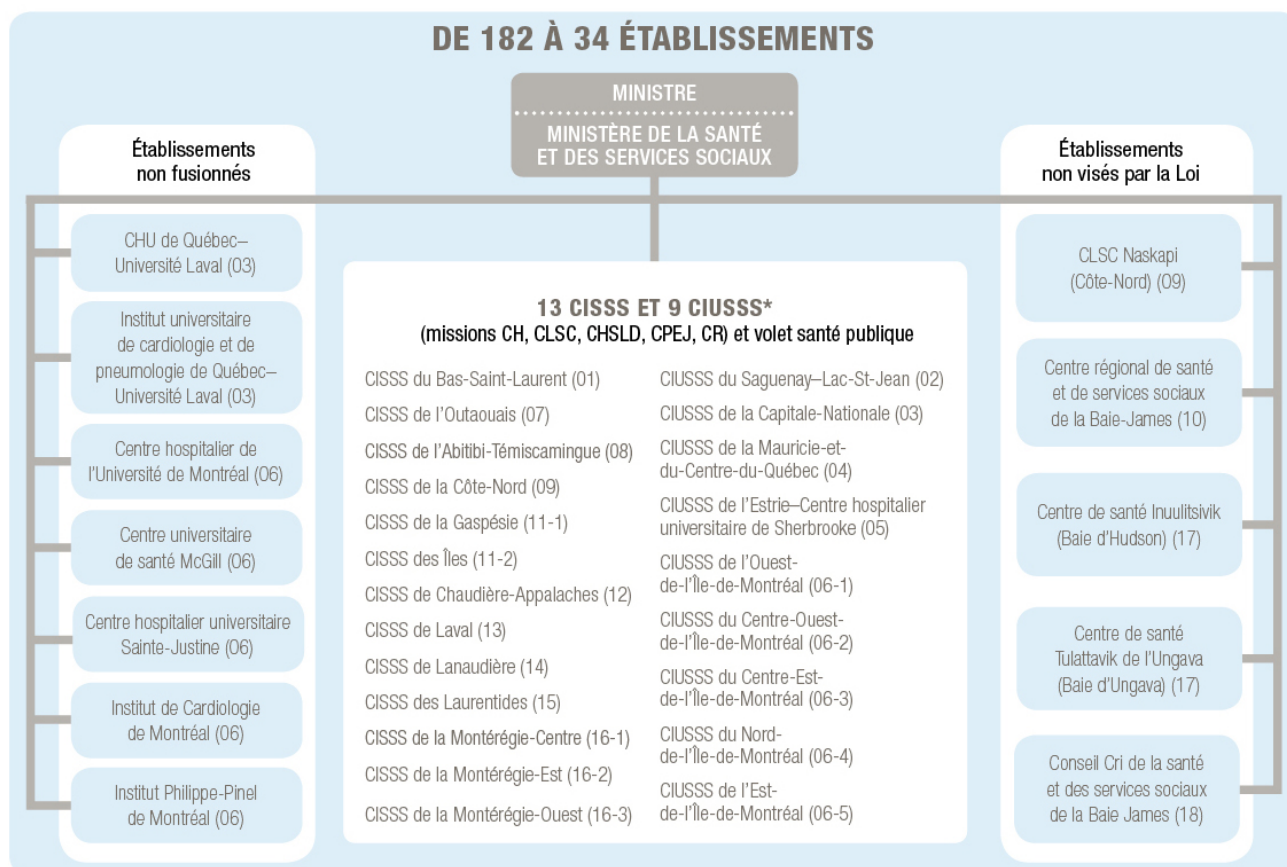 DE 182 À 34 ÉTABLISSEMENTS
MINISTRE
MINISTÈRE DE LA SANTÉ
ET DES SERVICES SOCIAUX
Établissements
non fusionnés
CHU de Québec–
Université Laval (03)
Institut universitaire
de cardiologie et de
pneumologie de Québec–
Université Laval (03)
Centre hospitalier de
l'Université de Montréal (06)
Centre universitaire
de santé McGill (06)
Centre hospitalier universitaire
Sainte-Justine (06)
Institut de Cardiologie
de Montréal (06)
Institut Philippe-Pinel
de Montréal (06)
13 CISSS ET 9 CIUSSS*
(missions CH, CLSC, CHSLD, CPEJ, CR) et volet santé publique
CISSS du Bas-Saint-Laurent (01)
CISSS de l'Outaouais (07)
CISSS de l'Abitibi-Témiscamingue (08)
CISSS de la Côte-Nord (09)
CISSS de la Gaspésie (11-1)
CISSS des Îles (11-2)
CISSS de Chaudière-Appalaches (12)
CISSS de Laval (13)
CISSS de Lanaudière (14)
CISSS des Laurentides (15)
CISSS de la Montérégie-Centre (16-1)
CISSS de la Montérégie-Est (16-2)
CISSS de la Montérégie-Ouest (16-3)
CIUSSS du Saguenay–Lac-St-Jean (02)
CIUSSS de la Capitale-Nationale (03)
CIUSSS de la Mauricie-et-
du-Centre-du-Québec (04)
CIUSSS de l'Estrie–Centre hospitalier
universitaire de Sherbrooke (05)
CIUSSS de l'Ouest-
de-l'Île-de-Montréal (06-1)
CIUSSS du Centre-Ouest-
de-l'Île-de-Montréal (06-2)
CIUSSS du Centre-Est-
de-l'Île-de-Montréal (06-3)
CIUSSS du Nord-
de-l'Île-de-Montréal (06-4)
CIUSSS de l'Est-
de-l'Île-de-Montréal (06-5)
Établissements
non visés par la Loi
CLSC Naskapi
(Côte-Nord) (09)
Centre régional de santé
et de services sociaux
de la Baie-James (10)
Centre de santé Inuulitsivik
(Baie d'Hudson) (17)
Centre de santé
Tulattavik de l'Ungava
(Baie d'Ungava) (17)
Conseil Cri de la santé
et des services sociaux
de la Baie James (18)